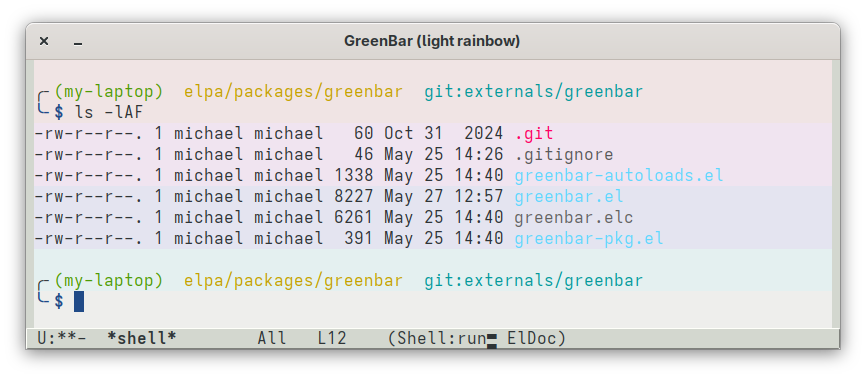 GreenBar (light rainbow)
╭─(my-laptop)  elpa/packages/greenbar  git:externals/greenbar
╰─$ ls -lAF
-rw-r--r--. 1 michael michael   60 Oct 31  2024 .git
-rw-r--r--. 1 michael michael   46 May 25 14:26 .gitignore
-rw-r--r--. 1 michael michael 1338 May 25 14:40 greenbar-autoloads.el
-rw-r--r--. 1 michael michael 8227 May 27 12:57 greenbar.el
-rw-r--r--. 1 michael michael 6261 May 25 14:40 greenbar.elc
-rw-r--r--. 1 michael michael  391 May 25 14:40 greenbar-pkg.el
╭─(my-laptop)  elpa/packages/greenbar  git:externals/greenbar
╰─$
U:**-  *shell*        All   L12    (Shell:run ElDoc)